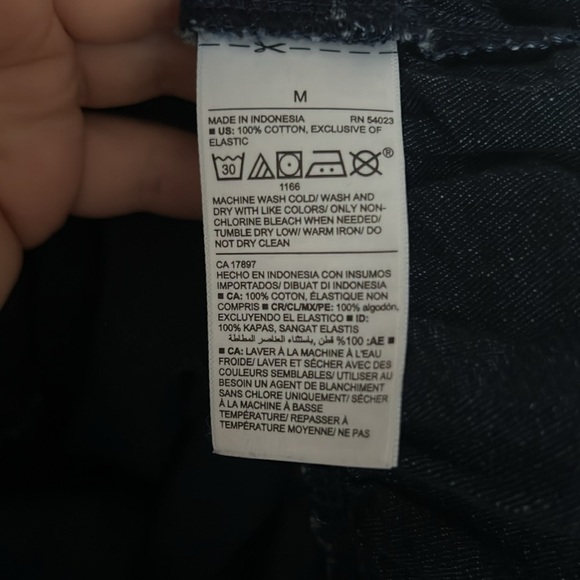 M
MADE IN INDONESIA RN 54023
■ US: 100% COTTON, EXCLUSIVE OF
ELASTIC
30 ®
1166
MACHINE WASH COLD/ WASH AND
DRY WITH LIKE COLORS/ ONLY NON-
CHLORINE BLEACH WHEN NEEDED/
TUMBLE DRY LOW/ WARM IRON/ DO
NOT DRY CLEAN
CA 17897
HECHO EN INDONESIA CON INSUMOS
IMPORTADOS/ DIBUAT DI INDONESIA
■ CA: 100% COTON, ÉLASTIQUE NON
COMPRIS ■ CR/CL/MX/PE: 100% algodón,
EXCLUYENDO EL ELASTICO ■ ID:
100% KAPAS, SANGAT ELASTIS
■ AE: 100% قطن, باستثناء العناصر المطاطة
■ CA: LAVER À LA MACHINE À L'EAU
FROIDE/ LAVER ET SÉCHER AVEC DES
COULEURS SEMBLABLES/ UTILISER AU
BESOIN UN AGENT DE BLANCHIMENT
SANS CHLORE UNIQUEMENT/ SÉCHER
À LA MACHINE À BASSE
TEMPÉRATURE/ REPASSER À
TEMPÉRATURE MOYENNE/ NE PAS